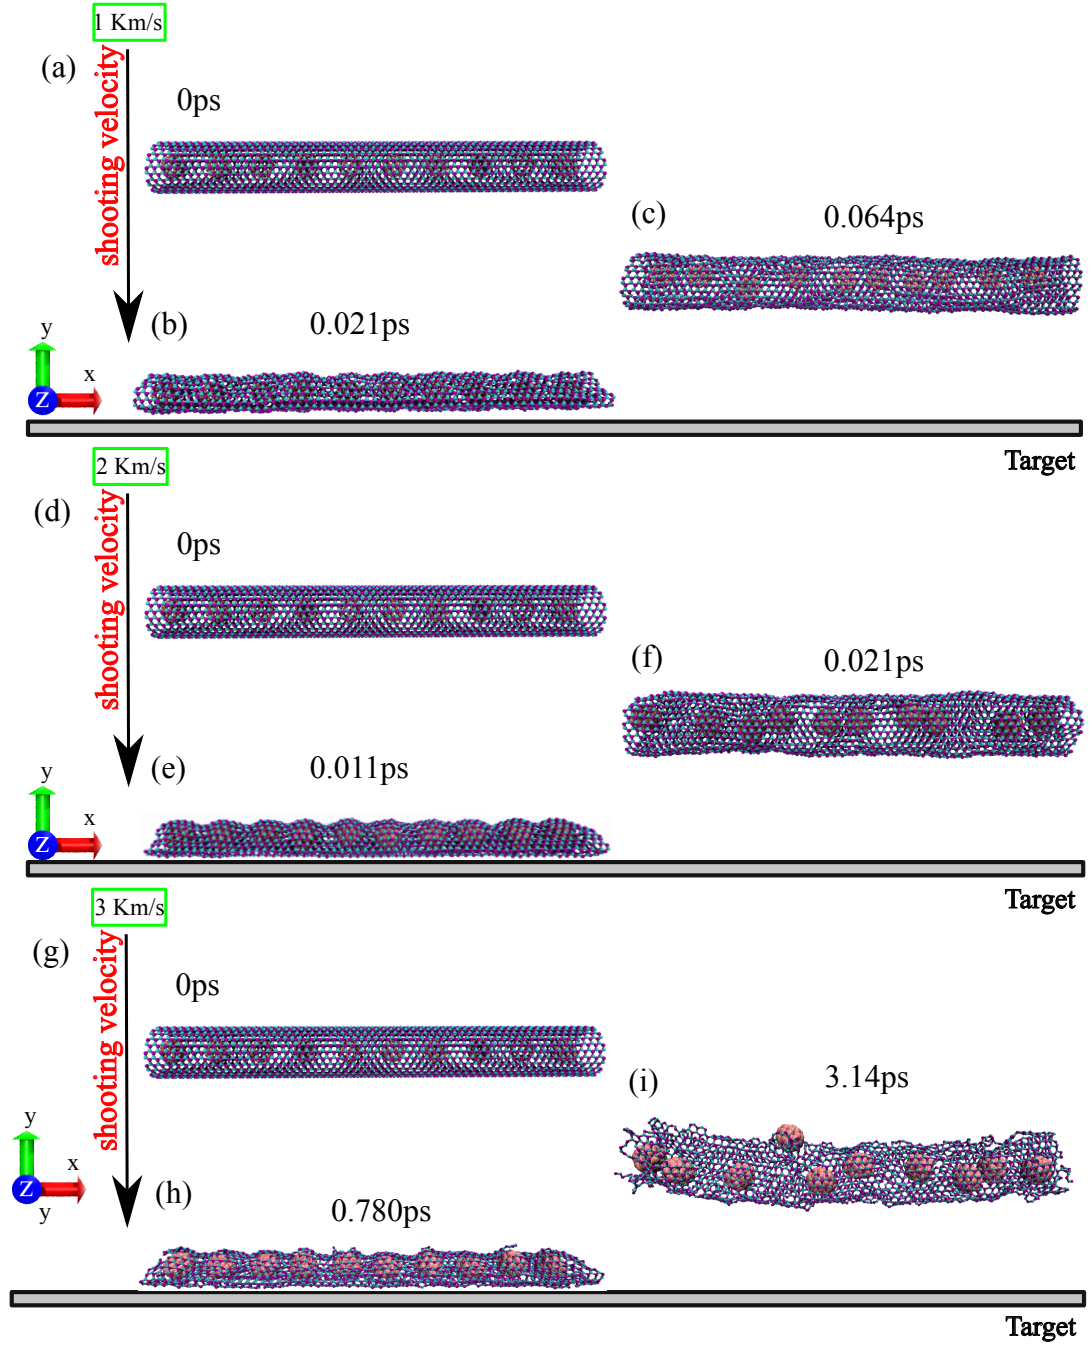 1 Km/s
(a)
shooting velocity
0ps
(c)
0.064ps
(b)
0.021ps
y
x
Z
Target
2 Km/s
(d)
shooting velocity
0ps
(f)
0.021ps
(e)
0.011ps
y
x
Z
Target
3 Km/s
(g)
shooting velocity
0ps
(i)
3.14ps
y
x
Z
y
(h)
0.780ps
Target